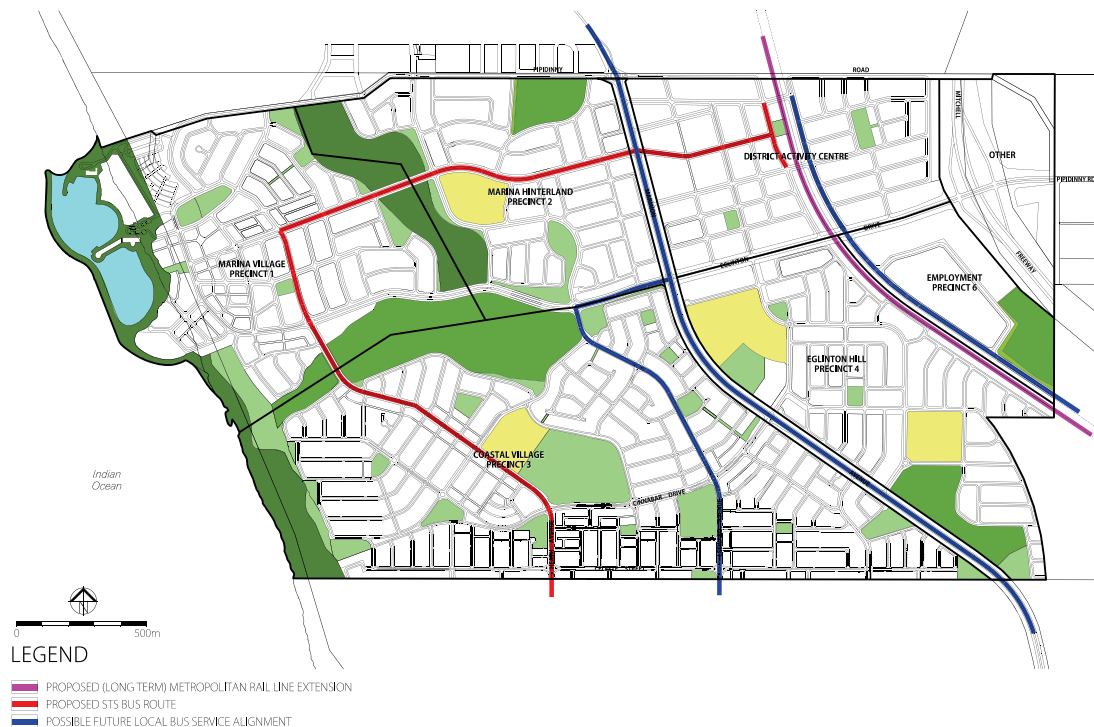 PIPIDINNY
ROAD
MITCHELL
OTHER
DISTRICT ACTIVITY CENTRE
PIPIDINNY RD
MARINA HINTERLAND
PRECINCT 2
DRIVE
EGLINTON
FREEWAY
MARINA VILLAGE
PRECINCT 1
EMPLOYMENT
PRECINCT 6
EGLINTON HILL
PRECINCT 4
COASTAL VILLAGE
PRECINCT 3
Indian
Ocean
DRIVE
0
500m
LEGEND
PROPOSED (LONG TERM) METROPOLITAN RAIL LINE EXTENSION
PROPOSED STS BUS ROUTE
POSSIBLE FUTURE LOCAL BUS SERVICE ALIGNMENT